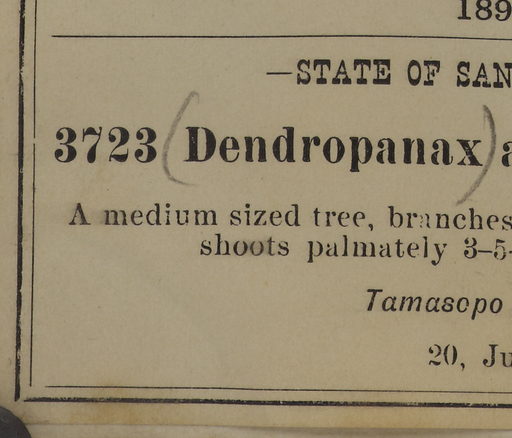 189
—STATE OF SAN
3723 (Dendropanax) a
A medium sized tree, branches
shoots palmately 3–5-
Tamasopo
20, Ju